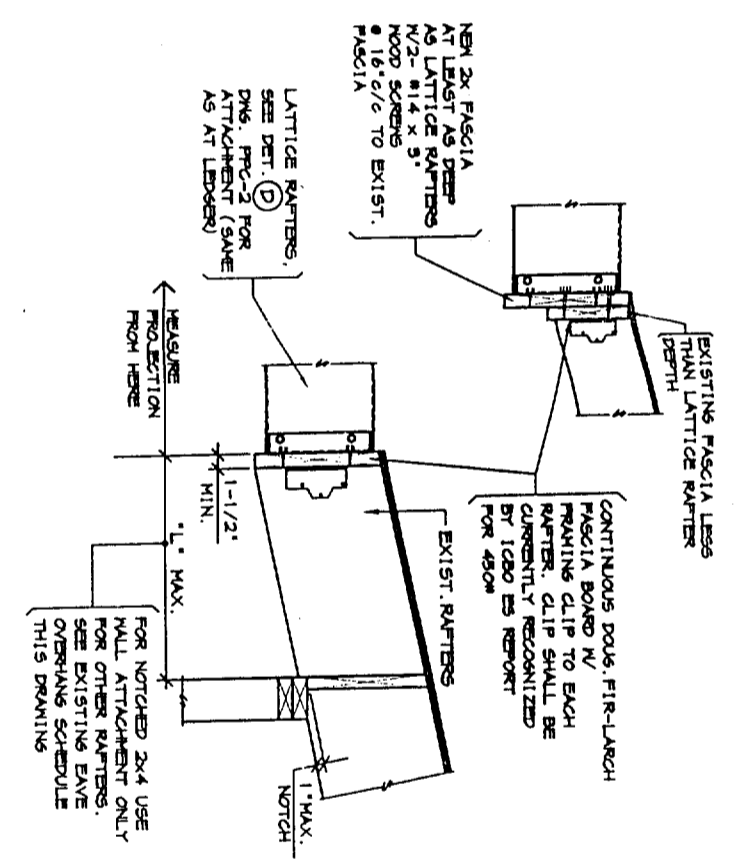 NEW 2x FASCIA
AT LEAST AS DEEP
AS LATTICE RAFTERS
W/2- #14 x 3"
WOOD SCREWS
@ 16" c/c TO EXIST.
FASCIA
EXISTING FASCIA LESS
THAN LATTICE RAFTER
DEPTH
LATTICE RAFTERS,
SEE DET. D
DWG. PPC-2 FOR
ATTACHMENT (SAME
AS AT LEDGER)
CONTINUOUS DOUG. FIR-LARCH
FASCIA BOARD W/
FRAMING CLIP TO EACH
RAFTER. CLIP SHALL BE
CURRENTLY RECOGNIZED
BY ICBO ES REPORT
FOR 450#
MEASURE
PROJECTION
FROM HERE
1-1/2"
MIN.
EXIST. RAFTERS
"L" MAX.
1" MAX.
NOTCH
FOR NOTCHED 2x4 USE
WALL ATTACHMENT ONLY
FOR OTHER RAFTERS,
SEE EXISTING EAVE
OVERHANG SCHEDULE
THIS DRAWING